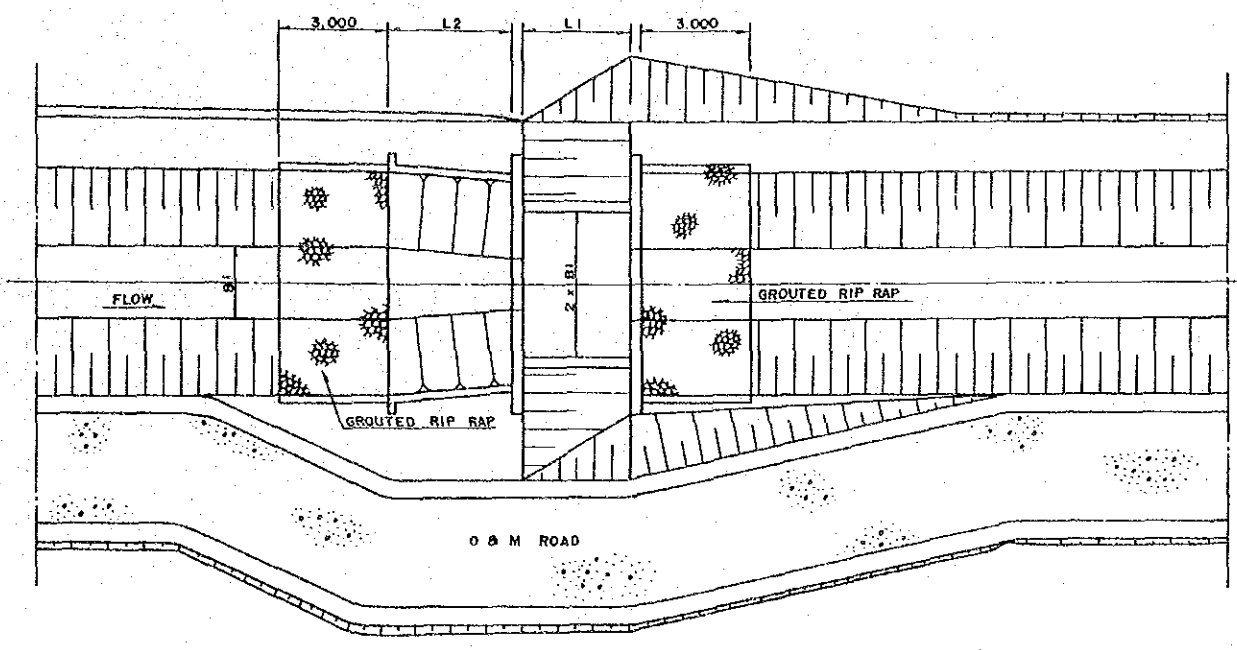 3.000 L2 L1 3.000
B1
2 x B1
FLOW
GROUTED RIP RAP
GROUTED RIP RAP
O & M ROAD